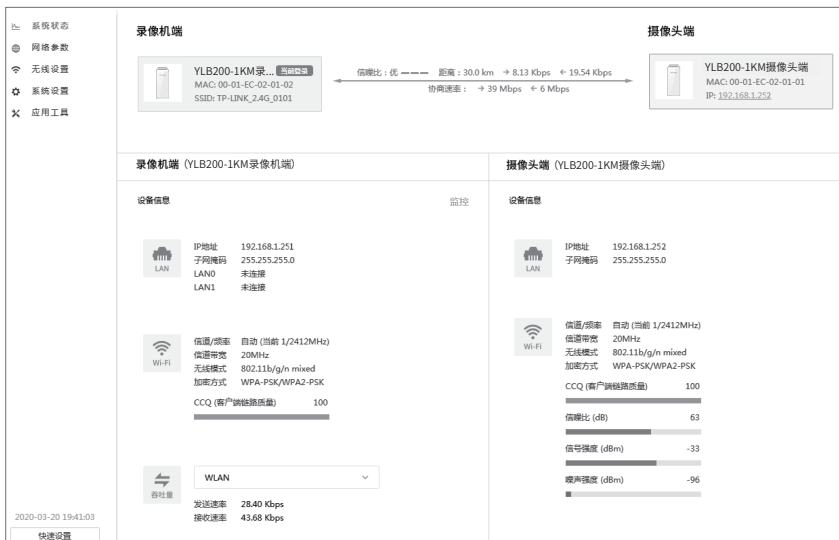 系统状态
网络参数
无线设置
系统设置
应用工具
录像机端
摄像头端
YLB200-1KM录... 当前登录
MAC: 00-01-EC-02-01-02
SSID: TP-LINK_2.4G_0101
信噪比：优 距离：30.0 km → 8.13 Kbps ← 19.54 Kbps
协商速率： → 39 Mbps ← 6 Mbps
YLB200-1KM摄像头端
MAC: 00-01-EC-02-01-01
IP: 192.168.1.252
录像机端（YLB200-1KM录像机端）
设备信息
监控
LAN
IP地址 192.168.1.251
子网掩码 255.255.255.0
LAN0 未连接
LAN1 未连接
Wi-Fi
信道/频率 自动 (当前 1/2412MHz)
信道带宽 20MHz
无线模式 802.11b/g/n mixed
加密方式 WPA-PSK/WPA2-PSK
CCQ (客户端链路质量) 100
吞吐量
WLAN
发送速率 28.40 Kbps
接收速率 43.68 Kbps
摄像头端（YLB200-1KM摄像头端）
设备信息
LAN
IP地址 192.168.1.252
子网掩码 255.255.255.0
Wi-Fi
信道/频率 自动 (当前 1/2412MHz)
信道带宽 20MHz
无线模式 802.11b/g/n mixed
加密方式 WPA-PSK/WPA2-PSK
CCQ (客户端链路质量) 100
信噪比 (dB) 63
信号强度 (dBm) -33
噪声强度 (dBm) -96
2020-03-20 19:41:03
快速设置